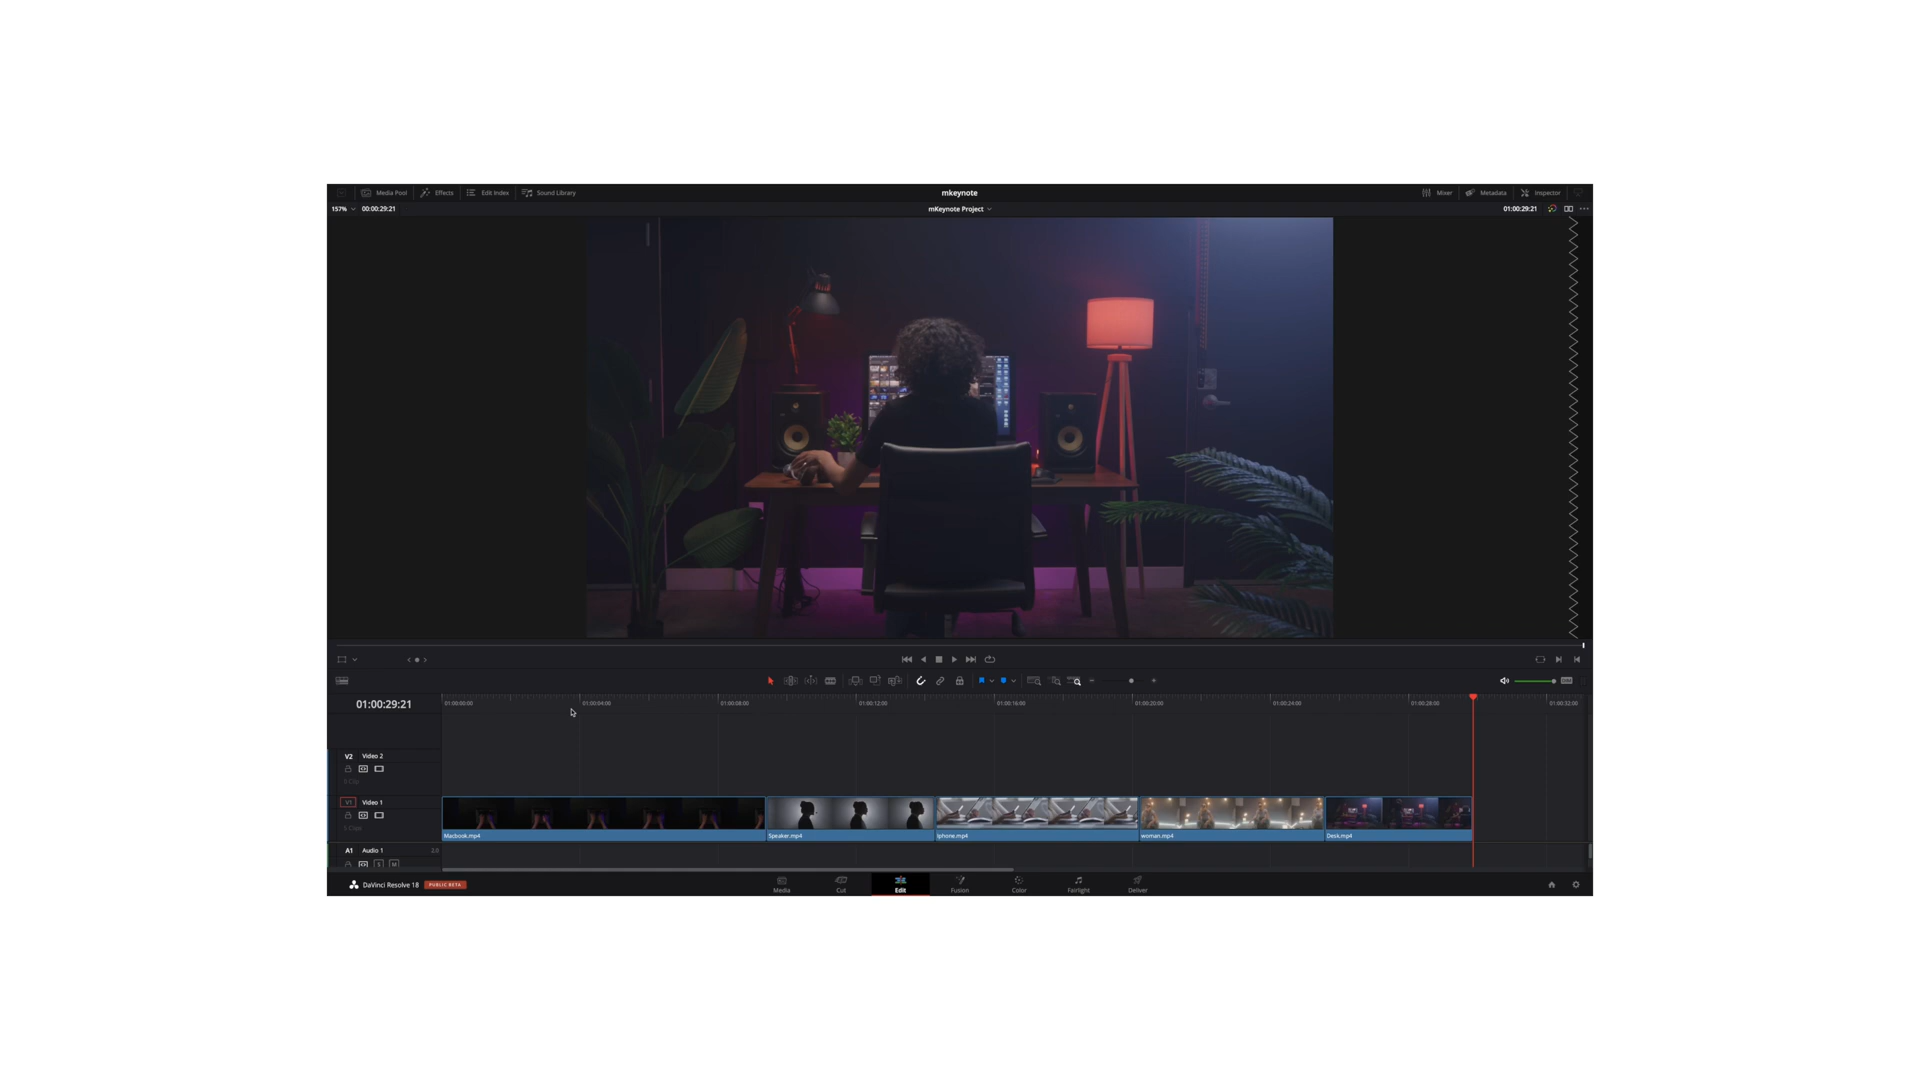 Media Pool Effects Edit Index Sound Library mkeynote Mixer Metadata Inspector
157% 00:00:29:21 mKeynote Project 01:00:29:21
01:00:29:21 01:00:00:00 01:00:04:00 01:00:08:00 01:00:12:00 01:00:16:00 01:00:20:00 01:00:24:00 01:00:28:00 01:00:32:00
V2 Video 2
0 Clip
V1 Video 1
5 Clips
Macbook.mp4 Speaker.mp4 Iphone.mp4 woman.mp4 Desk.mp4
A1 Audio 1 2.0
S M
DaVinci Resolve 18 PUBLIC BETA Media Cut Edit Fusion Color Fairlight Deliver